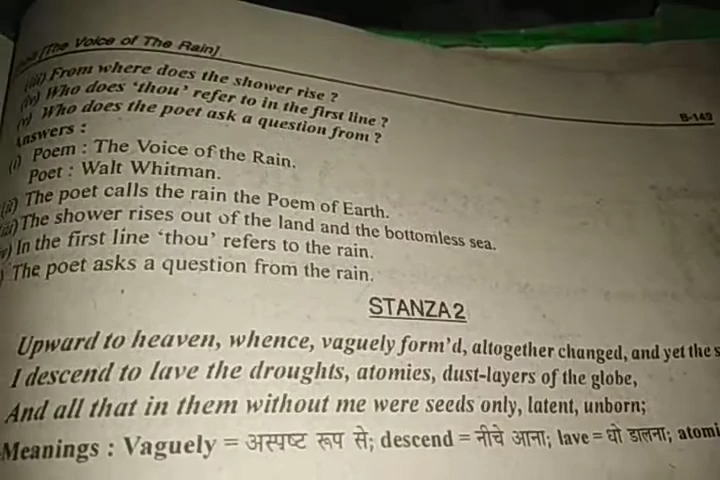 [The Voice of The Rain]
B-149
(iii) From where does the shower rise ?
(iv) Who does 'thou' refer to in the first line ?
(v) Who does the poet ask a question from ?
Answers :
(i) Poem : The Voice of the Rain.
Poet : Walt Whitman.
(ii) The poet calls the rain the Poem of Earth.
(iii) The shower rises out of the land and the bottomless sea.
In the first line 'thou' refers to the rain.
The poet asks a question from the rain.
STANZA 2
Upward to heaven, whence, vaguely form'd, altogether changed, and yet the s
I descend to lave the droughts, atomies, dust-layers of the globe,
And all that in them without me were seeds only, latent, unborn;
Meanings : Vaguely = अस्पष्ट रूप से; descend = नीचे आना; lave = धो डालना; atomi